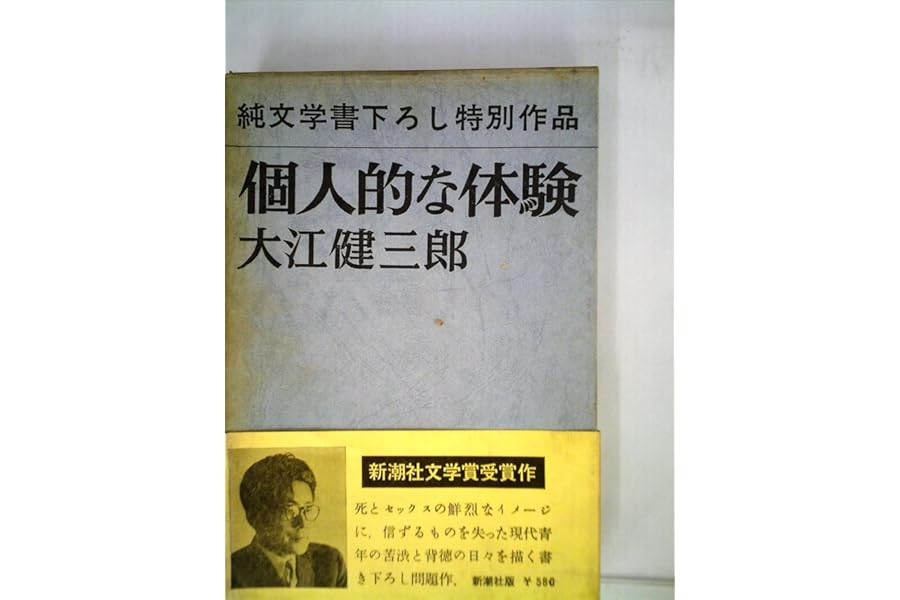 純文学書下ろし特別作品
個人的な体験
大江健三郎
新潮社文学賞受賞作
死とセックスの鮮烈なイメージ
に，信ずるものを失った現代青
年の苦渋と背徳の日々を描く書
き下ろし問題作． 新潮社版 ￥580